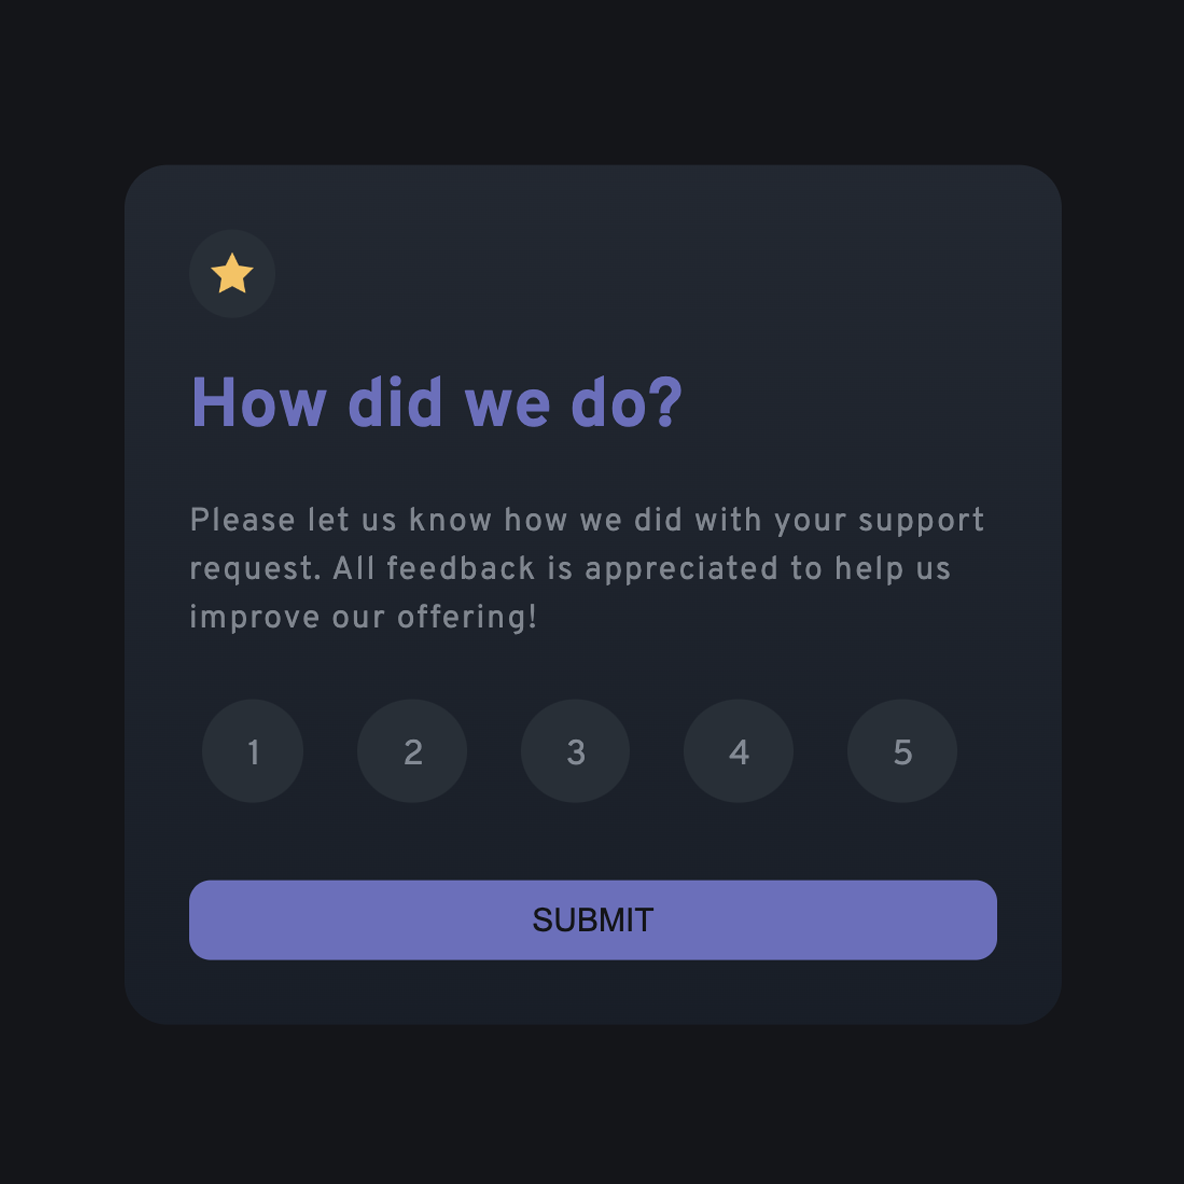 How did we do?
Please let us know how we did with your support
request. All feedback is appreciated to help us
improve our offering!
1 2 3 4 5
SUBMIT